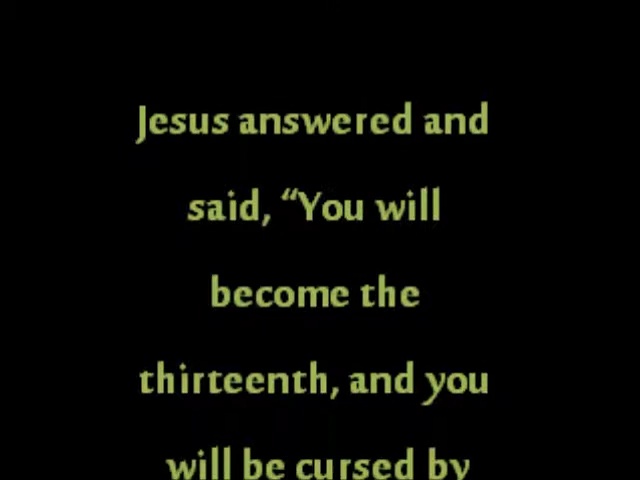 Jesus answered and
said, “You will
become the
thirteenth, and you
will be cursed by